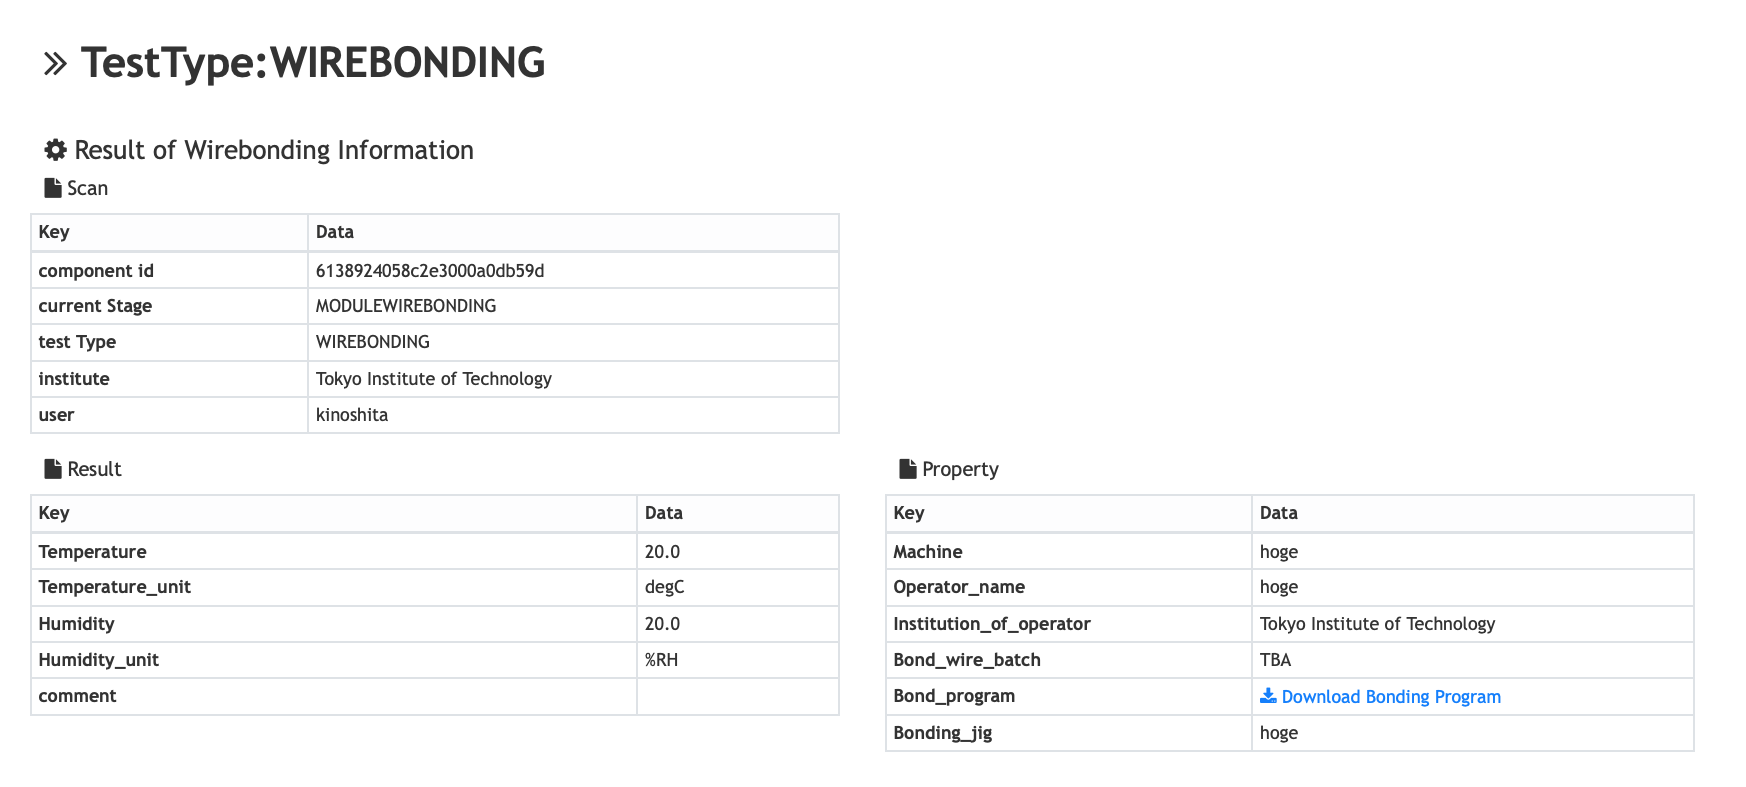 TestType:WIREBONDING
Result of Wirebonding Information
Scan
Key Data
component id 6138924058c2e3000a0db59d
current Stage MODULEWIREBONDING
test Type WIREBONDING
institute Tokyo Institute of Technology
user kinoshita
Result
Key Data
Temperature 20.0
Temperature_unit degC
Humidity 20.0
Humidity_unit %RH
comment
Property
Key Data
Machine hoge
Operator_name hoge
Institution_of_operator Tokyo Institute of Technology
Bond_wire_batch TBA
Bond_program Download Bonding Program
Bonding_jig hoge